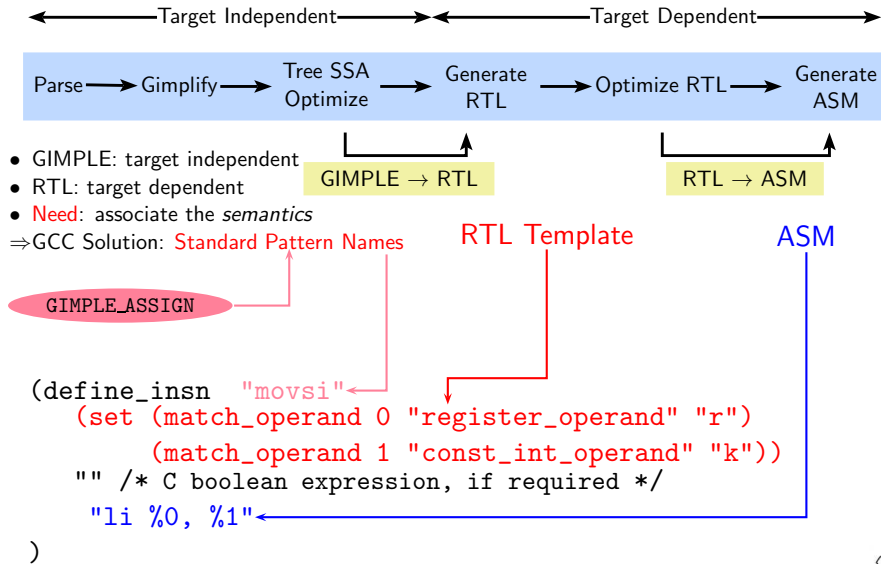 Target Independent Target Dependent
Parse Gimplify Tree SSA Optimize Generate RTL Optimize RTL Generate ASM
GIMPLE → RTL RTL → ASM
• GIMPLE: target independent
• RTL: target dependent
• Need: associate the semantics
⇒GCC Solution: Standard Pattern Names
RTL Template ASM
GIMPLE_ASSIGN
(define_insn "movsi"
(set (match_operand 0 "register_operand" "r")
(match_operand 1 "const_int_operand" "k"))
"" /* C boolean expression, if required */
"li %0, %1"
)